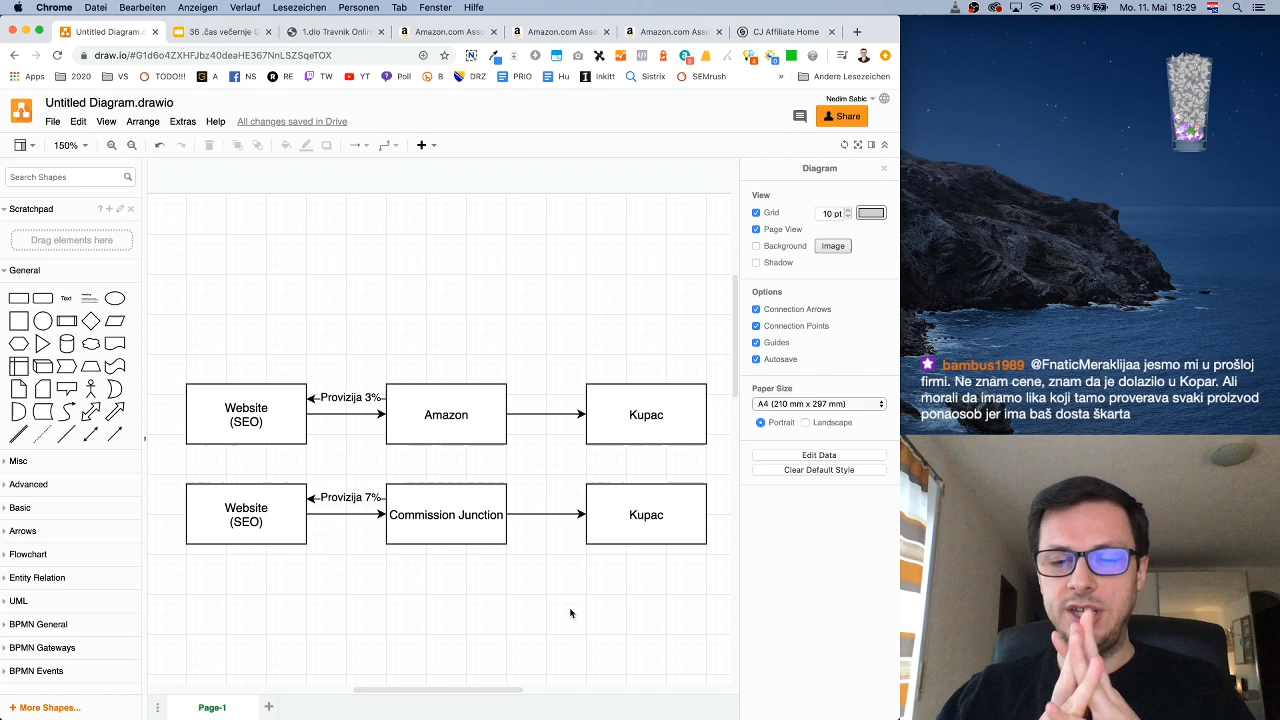 Chrome Datei Bearbeiten Anzeigen Verlauf Lesezeichen Personen Tab Fenster Hilfe
100 % Mo. 11. Mai 18:29
Untitled Diagram.d
36 .čas večernje G
1.dio Travnik Onlin
Amazon.com Asso
Amazon.com Asso
Amazon.com Asso
CJ Affiliate Home
draw.io/#G1d6o4ZXHFJbz40deaHE367NnLSZSqeTOX
Apps 2020 VS TODO!!! A NS RE TW Poll B DRZ PRIO Hu Inkitt Sistrix SEMrush » Andere Lesezeichen
Untitled Diagram.drawio
Nedim Sabic
File Edit View Arrange Extras Help All changes saved in Drive
Share
150%
Search Shapes
Scratchpad
Drag elements here
General
Text
Misc
Advanced
Basic
Arrows
Flowchart
Entity Relation
UML
BPMN General
BPMN Gateways
BPMN Events
+ More Shapes...
Website
(SEO)
Provizija 3%
Amazon
Kupac
Website
(SEO)
Provizija 7%
Commission Junction
Kupac
Page-1
Diagram
View
Grid 10 pt
Page View
Background Image
Shadow
Options
Connection Arrows
Connection Points
Guides
Autosave
Paper Size
A4 (210 mm x 297 mm)
Portrait Landscape
Edit Data
Clear Default Style
bambus1989 @FnaticMeraklijaa jesmo mi u prošloj
firmi. Ne znam cene, znam da je dolazilo u Kopar. Ali
morali da imamo lika koji tamo proverava svaki proizvod
ponaosob jer ima baš dosta škarta